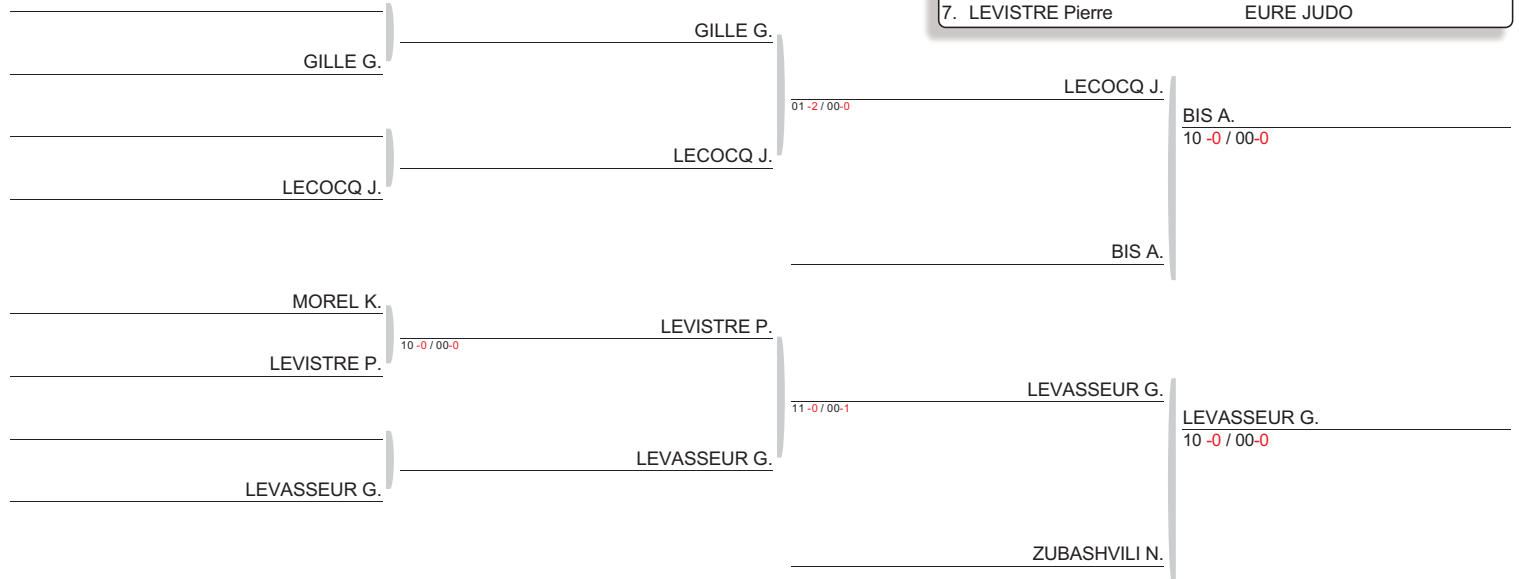 7. LEVISTRE Pierre EURE JUDO
GILLE G.
GILLE G.
LECOCQ J.
01 -2 / 00-0
BIS A.
10 -0 / 00-0
LECOCQ J.
LECOCQ J.
BIS A.
MOREL K.
LEVISTRE P.
10 -0 / 00-0
LEVISTRE P.
LEVASSEUR G.
11 -0 / 00-1
LEVASSEUR G.
10 -0 / 00-0
LEVASSEUR G.
LEVASSEUR G.
ZUBASHVILI N.